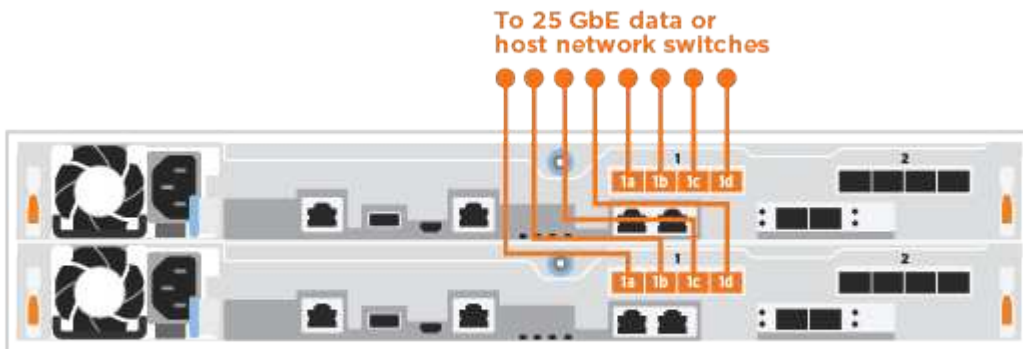 To 25 GbE data or
host network switches
1 2
1a 1b 1c 1d
1 2
1a 1b 1c 1d